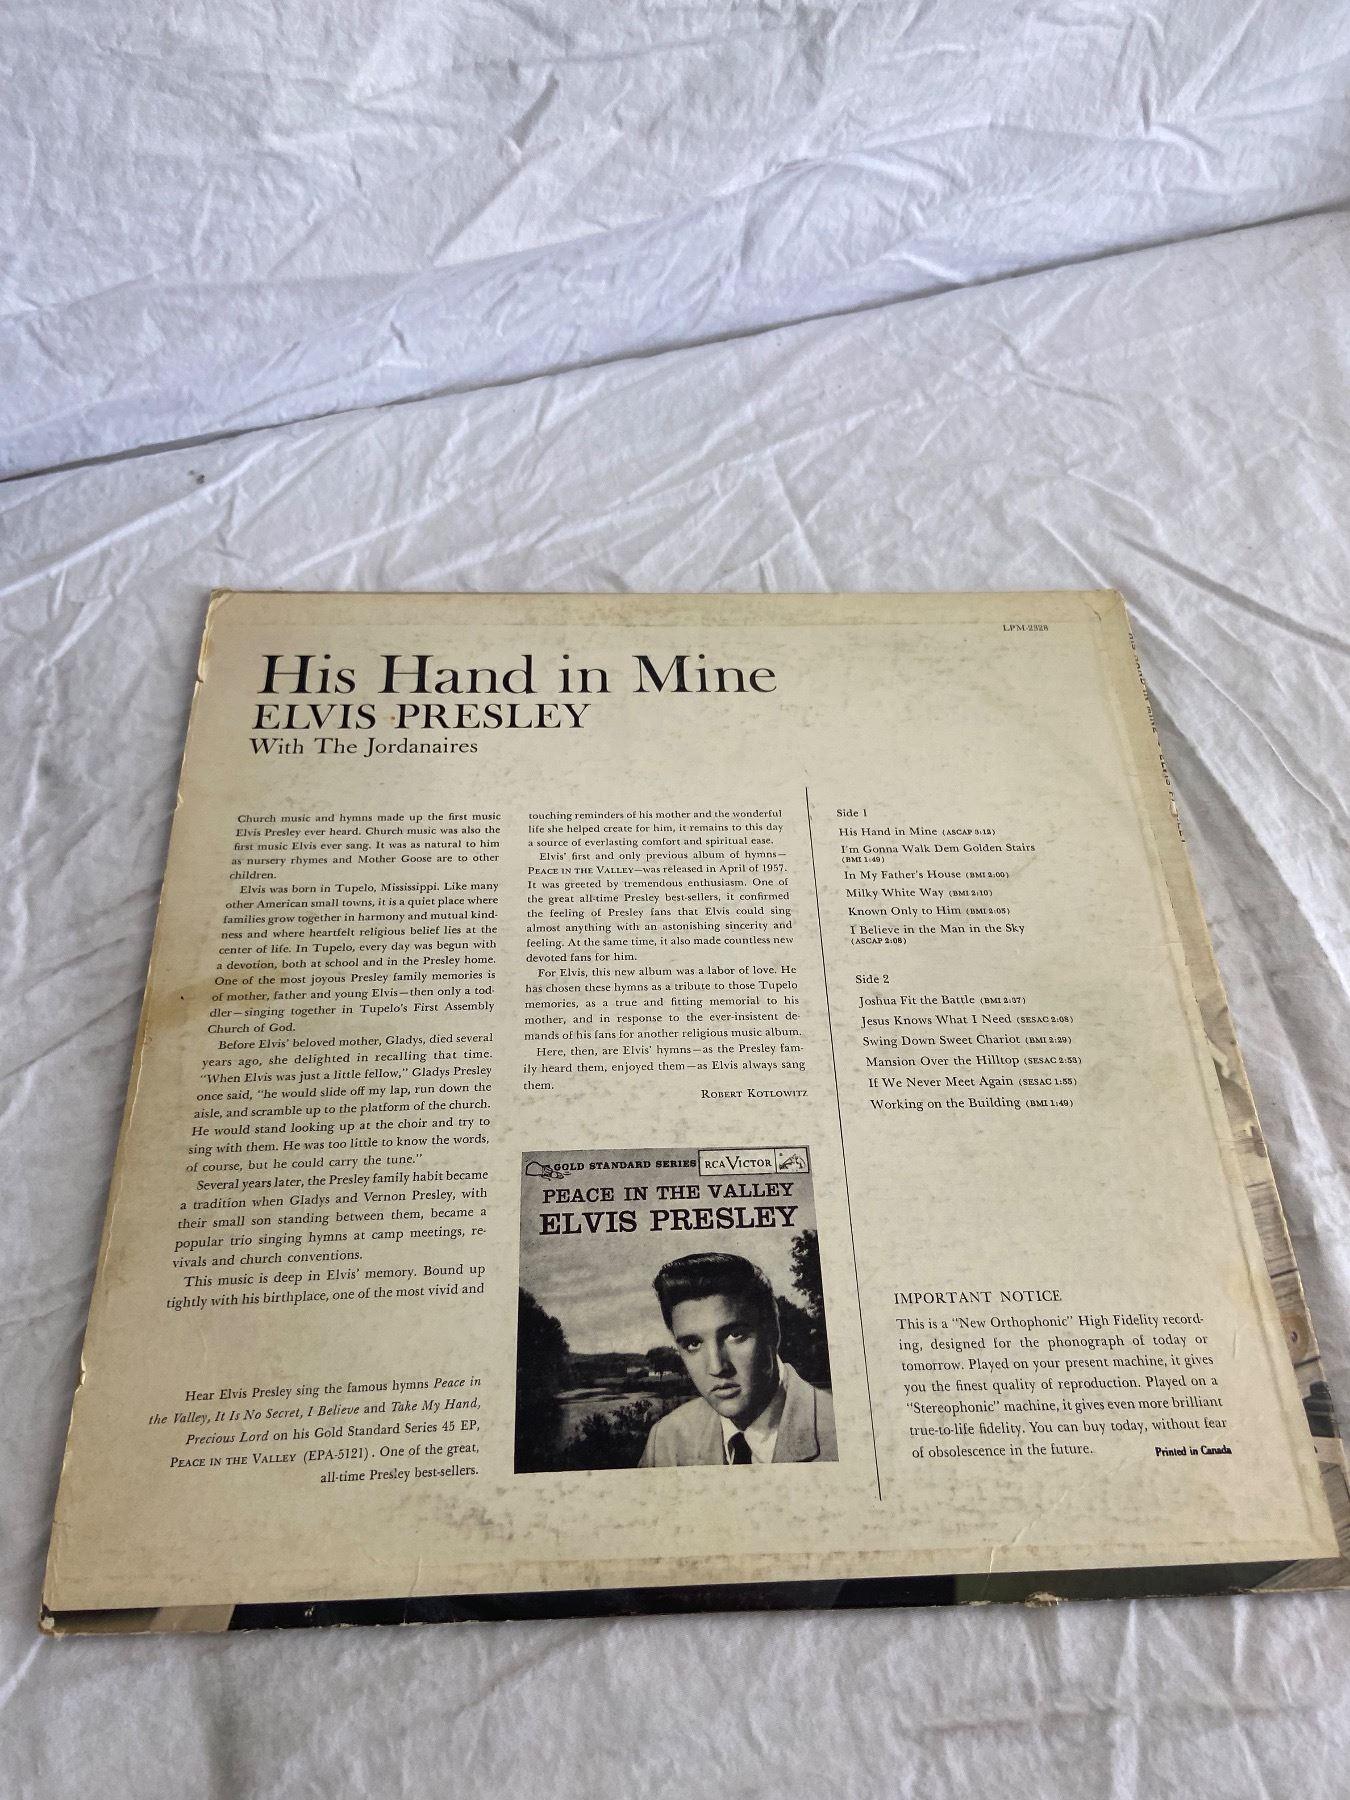 LPM-2328
His Hand in Mine
ELVIS PRESLEY
With The Jordanaires
Church music and hymns made up the first music
Elvis Presley ever heard. Church music was also the
first music Elvis ever sang. It was as natural to him
as nursery rhymes and Mother Goose are to other
children.
Elvis was born in Tupelo, Mississippi. Like many
other American small towns, it is a quiet place where
families grow together in harmony and mutual kind-
ness and where heartfelt religious belief lies at the
center of life. In Tupelo, every day was begun with
a devotion, both at school and in the Presley home.
One of the most joyous Presley family memories is
of mother, father and young Elvis—then only a tod-
dler—singing together in Tupelo's First Assembly
Church of God.
Before Elvis' beloved mother, Gladys, died several
years ago, she delighted in recalling that time.
"When Elvis was just a little fellow," Gladys Presley
once said, "he would slide off my lap, run down the
aisle, and scramble up to the platform of the church.
He would stand looking up at the choir and try to
sing with them. He was too little to know the words,
of course, but he could carry the tune."
Several years later, the Presley family habit became
a tradition when Gladys and Vernon Presley, with
their small son standing between them, became a
popular trio singing hymns at camp meetings, re-
vivals and church conventions.
This music is deep in Elvis' memory. Bound up
tightly with his birthplace, one of the most vivid and
touching reminders of his mother and the wonderful
life she helped create for him, it remains to this day
a source of everlasting comfort and spiritual ease.
Elvis' first and only previous album of hymns—
PEACE IN THE VALLEY—was released in April of 1957.
It was greeted by tremendous enthusiasm. One of
the great all-time Presley best-sellers, it confirmed
the feeling of Presley fans that Elvis could sing
almost anything with an astonishing sincerity and
feeling. At the same time, it also made countless new
devoted fans for him.
For Elvis, this new album was a labor of love. He
has chosen these hymns as a tribute to those Tupelo
memories, as a true and fitting memorial to his
mother, and in response to the ever-insistent de-
mands of his fans for another religious music album.
Here, then, are Elvis' hymns—as the Presley fam-
ily heard them, enjoyed them—as Elvis always sang
them.
ROBERT KOTLOWITZ
Hear Elvis Presley sing the famous hymns Peace in
the Valley, It Is No Secret, I Believe and Take My Hand,
Precious Lord on his Gold Standard Series 45 EP,
PEACE IN THE VALLEY (EPA-5121). One of the great,
all-time Presley best-sellers.
GOLD STANDARD SERIES RCA VICTOR
PEACE IN THE VALLEY
ELVIS PRESLEY
Side 1
His Hand in Mine (ASCAP 3:12)
I'm Gonna Walk Dem Golden Stairs
(BMI 1:49)
In My Father's House (BMI 2:00)
Milky White Way (BMI 2:10)
Known Only to Him (BMI 2:05)
I Believe in the Man in the Sky
(ASCAP 2:08)
Side 2
Joshua Fit the Battle (BMI 2:37)
Jesus Knows What I Need (SESAC 2:08)
Swing Down Sweet Chariot (BMI 2:29)
Mansion Over the Hilltop (SESAC 2:53)
If We Never Meet Again (SESAC 1:55)
Working on the Building (BMI 1:49)
IMPORTANT NOTICE
This is a "New Orthophonic" High Fidelity record-
ing, designed for the phonograph of today or
tomorrow. Played on your present machine, it gives
you the finest quality of reproduction. Played on a
"Stereophonic" machine, it gives even more brilliant
true-to-life fidelity. You can buy today, without fear
of obsolescence in the future.
Printed in Canada